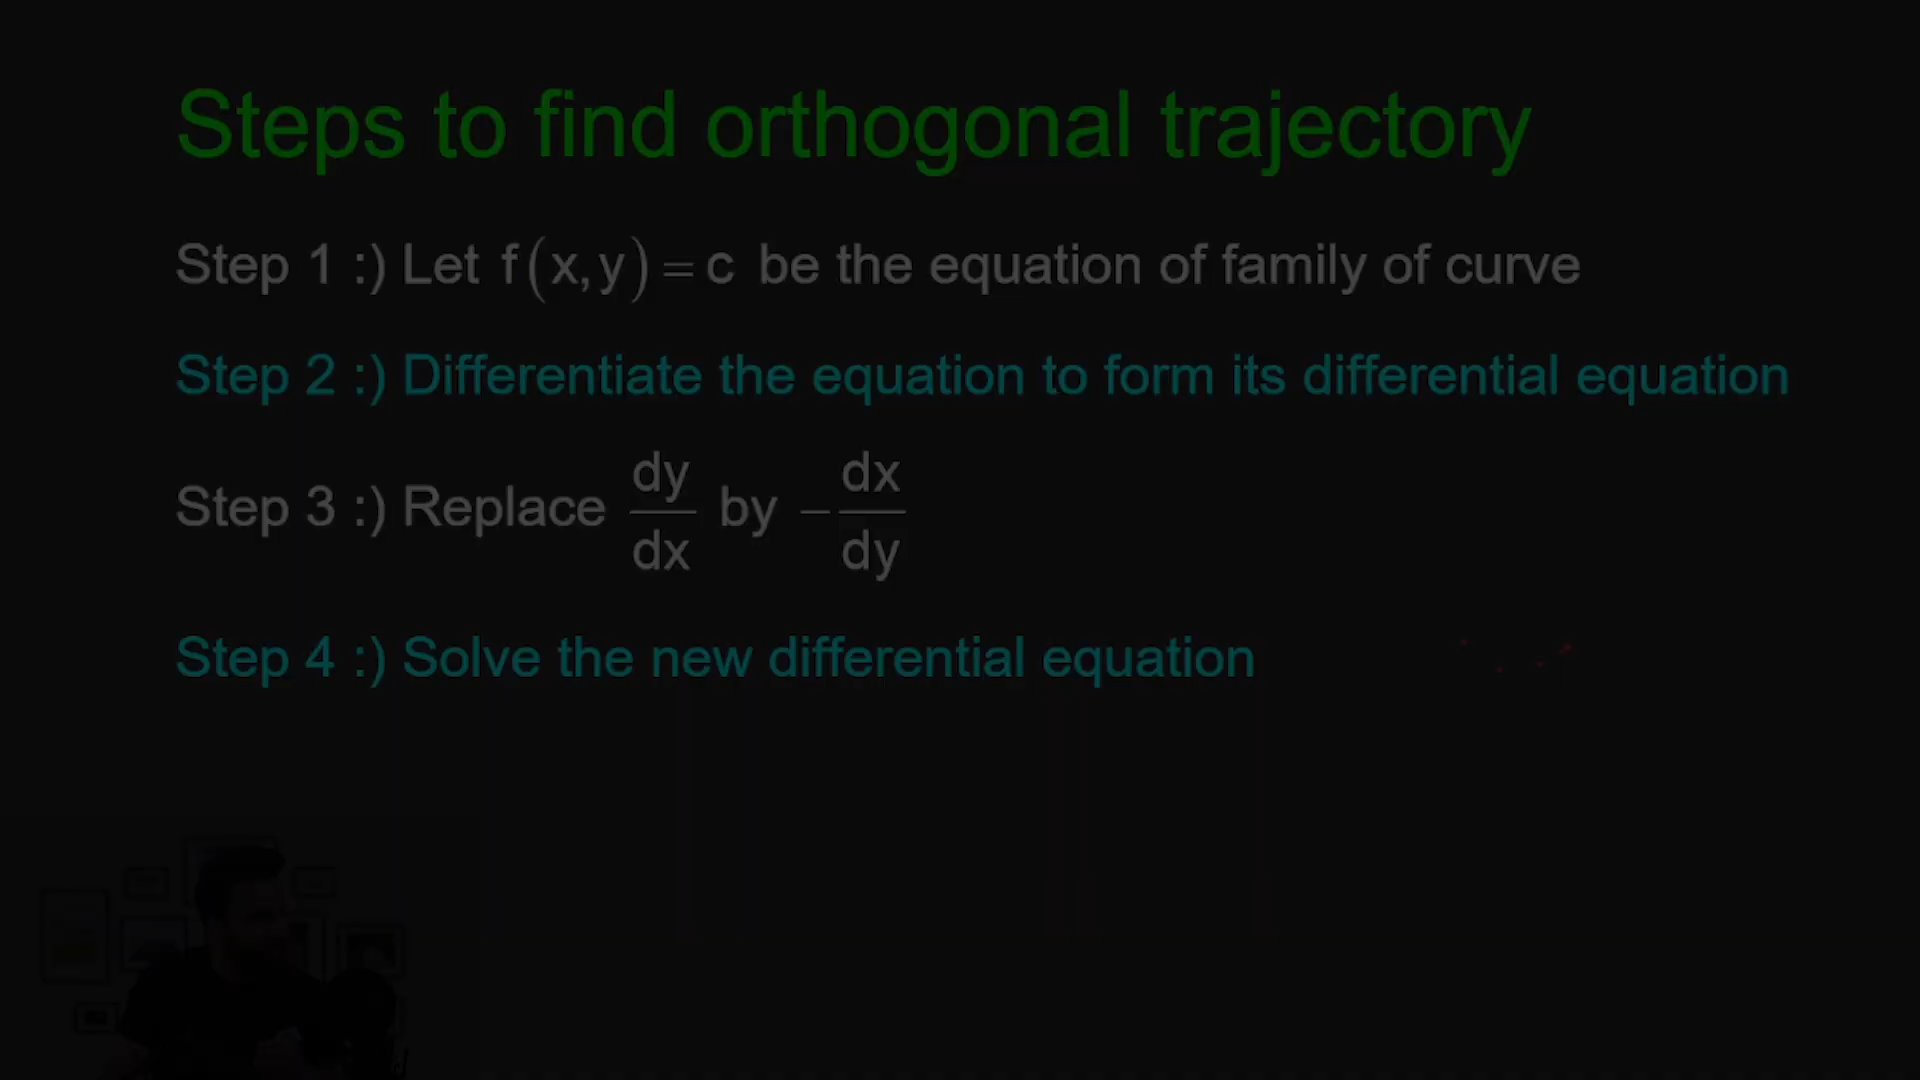 Steps to find orthogonal trajectory
Step 1 :) Let f(x,y)=c be the equation of family of curve
Step 2 :) Differentiate the equation to form its differential equation
Step 3 :) Replace dy/dx by -dx/dy
Step 4 :) Solve the new differential equation